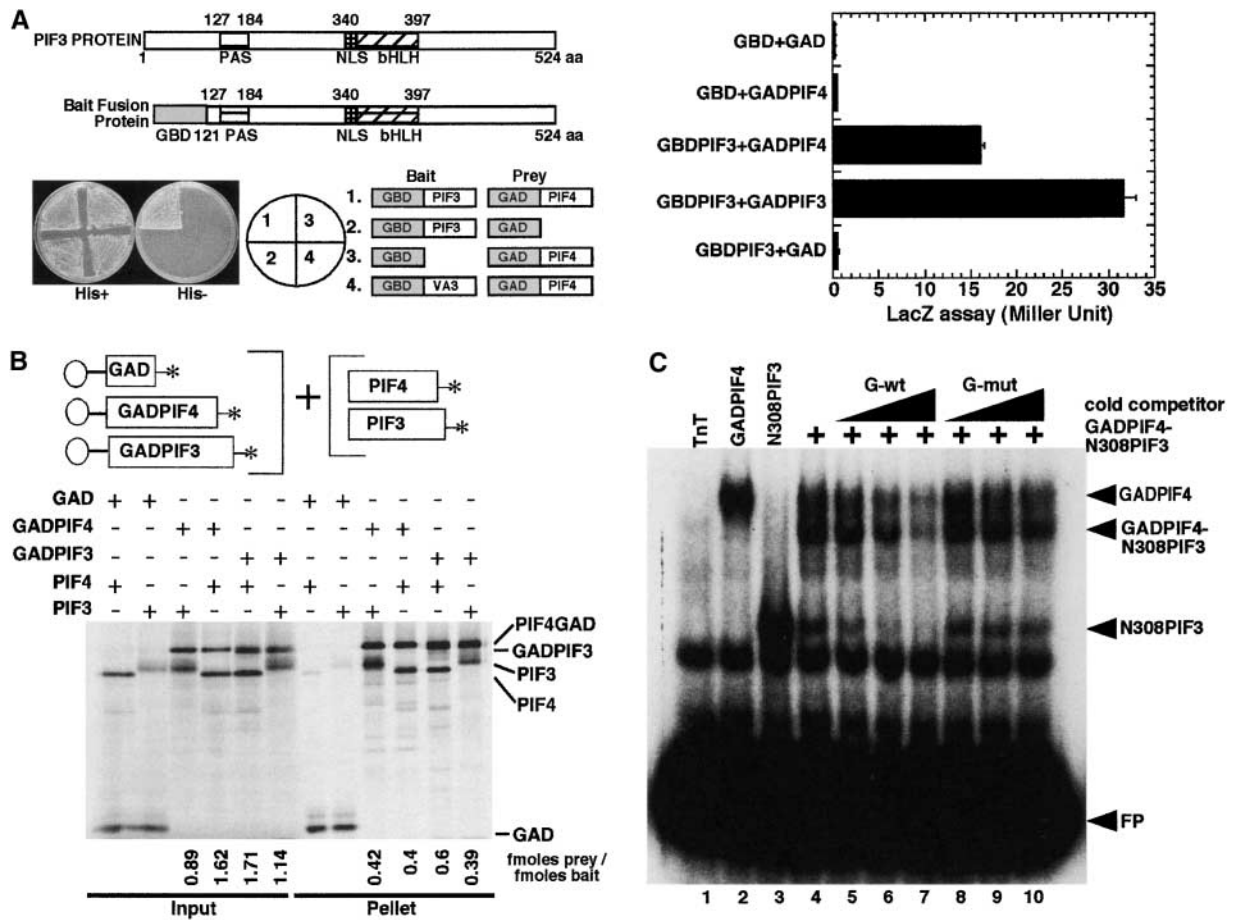 A
127 184 340 397
PIF3 PROTEIN
1 PAS NLS bHLH 524 aa
127 184 340 397
Bait Fusion
Protein
GBD 121 PAS NLS bHLH 524 aa
His+ His-
1 3
2 4
Bait Prey
1. GBD PIF3 GAD PIF4
2. GBD PIF3 GAD
3. GBD GAD PIF4
4. GBD VA3 GAD PIF4
GBD+GAD
GBD+GADPIF4
GBDPIF3+GADPIF4
GBDPIF3+GADPIF3
GBDPIF3+GAD
0 5 10 15 20 25 30 35
LacZ assay (Miller Unit)
B
GAD *
GADPIF4 *
GADPIF3 *
+
PIF4 *
PIF3 *
GAD + + - - - - + + - - - -
GADPIF4 - - + + - - - - + + - -
GADPIF3 - - - - + + - - - - + +
PIF4 + - - + + - + - - + + -
PIF3 - + + - - + - + + - - +
PIF4GAD
GADPIF3
PIF3
PIF4
GAD
0.89 1.62 1.71 1.14 0.42 0.4 0.6 0.39
fmoles prey /
fmoles bait
Input Pellet
C
TnT GADPIF4 N308PIF3
G-wt G-mut
cold competitor
+ + + + + + + GADPIF4-
N308PIF3
GADPIF4
GADPIF4-
N308PIF3
N308PIF3
FP
1 2 3 4 5 6 7 8 9 10